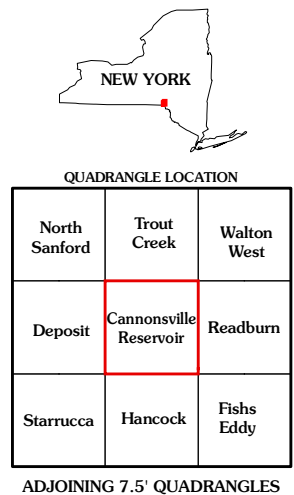 NEW YORK
QUADRANGLE LOCATION
North
Sanford
Trout
Creek
Walton
West
Deposit
Cannonsville
Reservoir
Readburn
Starrucca
Hancock
Fishs
Eddy
ADJOINING 7.5' QUADRANGLES